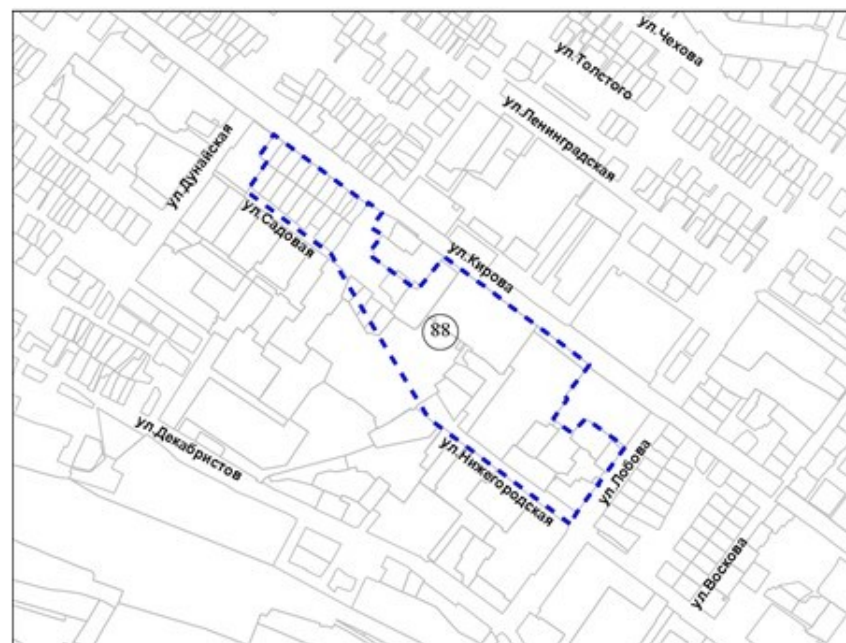 ул.Чехова
ул.Толстого
ул.Ленинградская
ул.Дунайская
ул.Садовая
ул.Кирова
88
ул.Декабристов
ул.Нижегородская
ул.Лобова
ул.Воскова